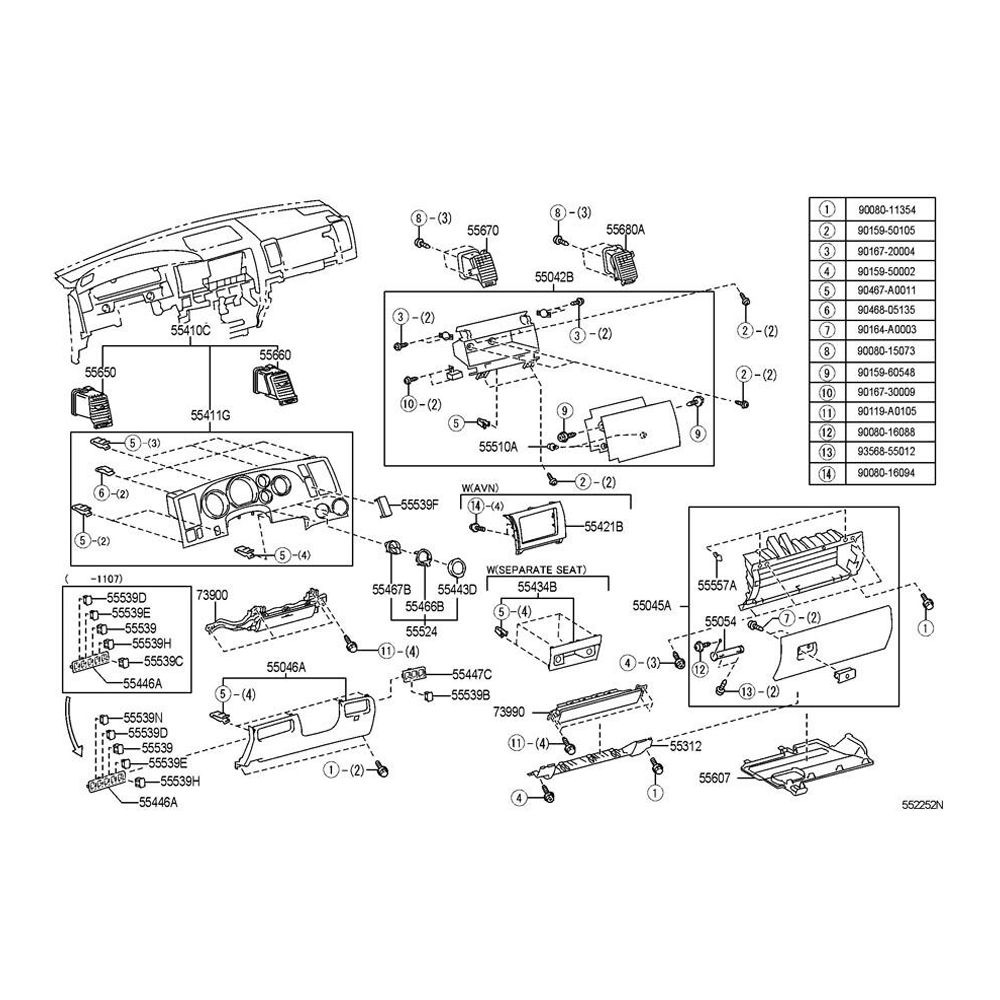 8 -(3)
8 -(3)
55670
55680A
55042B
1 90080-11354
2 90159-50105
3 90167-20004
4 90159-50002
5 90467-A0011
6 90468-05135
7 90164-A0003
8 90080-15073
9 90159-60548
10 90167-30009
11 90119-A0105
12 90080-16088
13 93568-55012
14 90080-16094
55410C
55650
55660
55411G
3 -(2)
3 -(2)
2 -(2)
2 -(2)
10 -(2)
5
9
9
55510A
2 -(2)
5 -(3)
6 -(2)
5 -(2)
5 -(4)
55539F
W(AVN)
14 -(4)
55421B
55467B
55443D
55466B
55524
W(SEPARATE SEAT)
55434B
5 -(4)
4 -(3)
55557A
55045A
55054
7 -(2)
1
12
13 -(2)
( -1107)
55539D
55539E
55539
55539H
55539C
55446A
73900
11 -(4)
55046A
5 -(4)
55447C
55539B
1 -(2)
55539N
55539D
55539
55539E
55539H
55446A
73990
11 -(4)
55312
4
1
55607
552252N